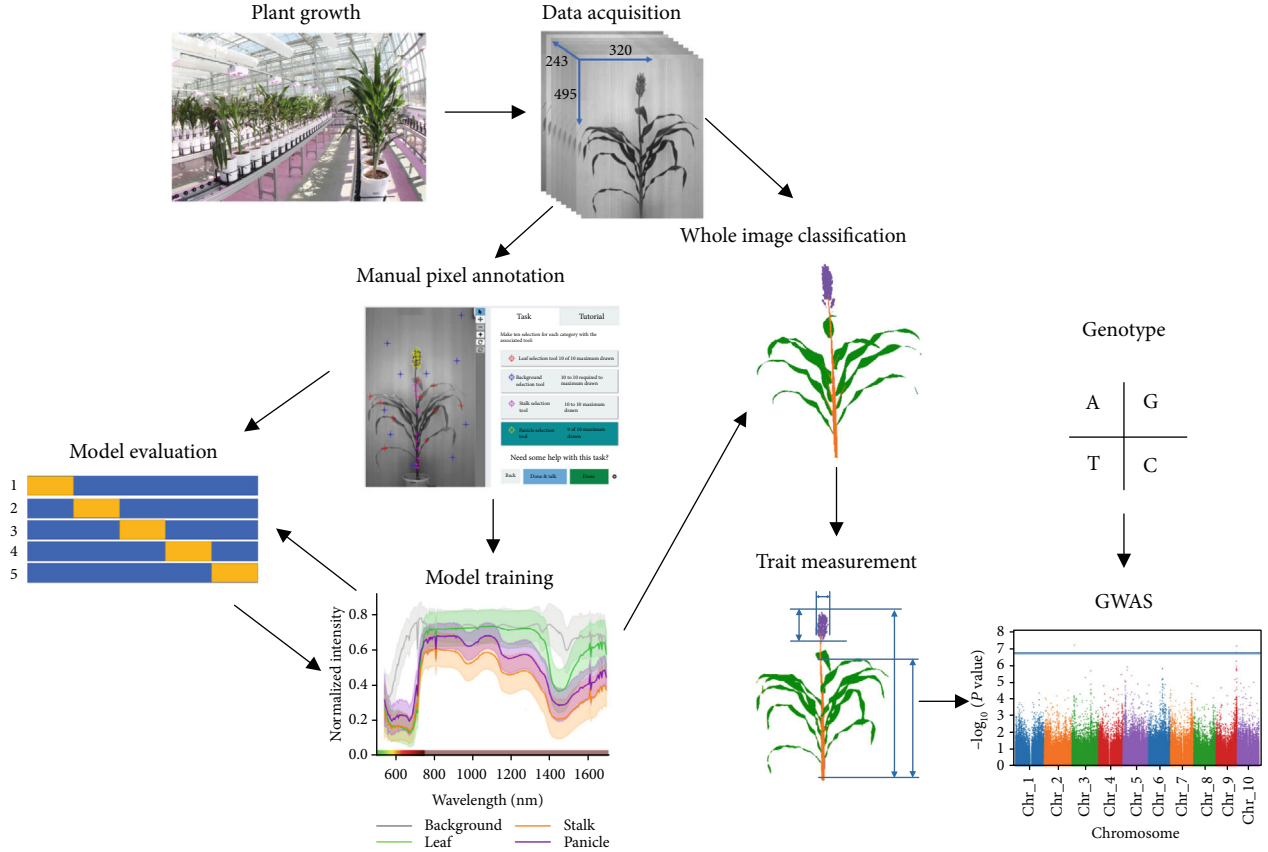 Plant growth
Data acquisition
320
243
495
Whole image classification
Manual pixel annotation
Task
Tutorial
Make ten selection for each category with the
associated tool:
Leaf selection tool 10 of 10 maximum drawn
Background
selection tool
10 to 10 required to
maximum drawn
Stalk selection
tool
10 to 10 maximum
drawn
Panicle selection
tool
9 of 10 maximum
drawn
Need some help with this task?
Back
Done & talk
Done
Genotype
A
G
T
C
Model evaluation
1
2
3
4
5
Model training
Normalized intensity
0.8
0.6
0.4
0.2
0.0
600
800
1000
1200
1400
1600
Wavelength (nm)
Background
Stalk
Leaf
Panicle
Trait measurement
GWAS
–log10 (P value)
8
7
6
5
4
3
2
1
0
Chr_1
Chr_2
Chr_3
Chr_4
Chr_5
Chr_6
Chr_7
Chr_8
Chr_9
Chr_10
Chromosome